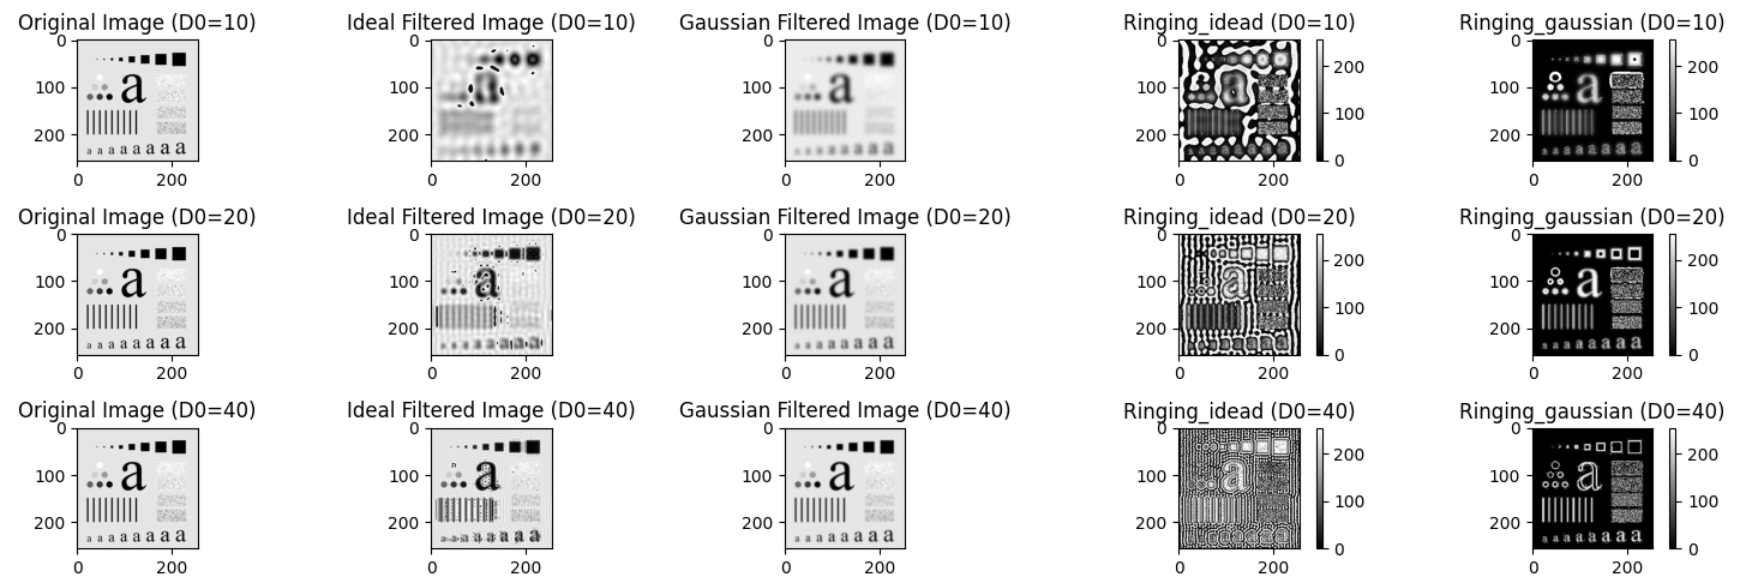 Original Image (D0=10) Ideal Filtered Image (D0=10) Gaussian Filtered Image (D0=10) Ringing_idead (D0=10) Ringing_gaussian (D0=10)
0 0 0 0 200 0 200
100 100 100 100 100 100 100
a a a a a
200 200 200 200 0 200 0
a a a a a a a a a
0 200 0 200 0 200 0 200 0 200
Original Image (D0=20) Ideal Filtered Image (D0=20) Gaussian Filtered Image (D0=20) Ringing_idead (D0=20) Ringing_gaussian (D0=20)
0 0 0 0 200 0 200
100 100 100 100 100 100 100
a a a a a
200 200 200 200 0 200 0
a a a a a a a a a
0 200 0 200 0 200 0 200 0 200
Original Image (D0=40) Ideal Filtered Image (D0=40) Gaussian Filtered Image (D0=40) Ringing_idead (D0=40) Ringing_gaussian (D0=40)
0 0 0 0 200 0 200
100 100 100 100 100 100 100
a a a a a
200 200 200 200 0 200 0
a a a a a a a a a
0 200 0 200 0 200 0 200 0 200